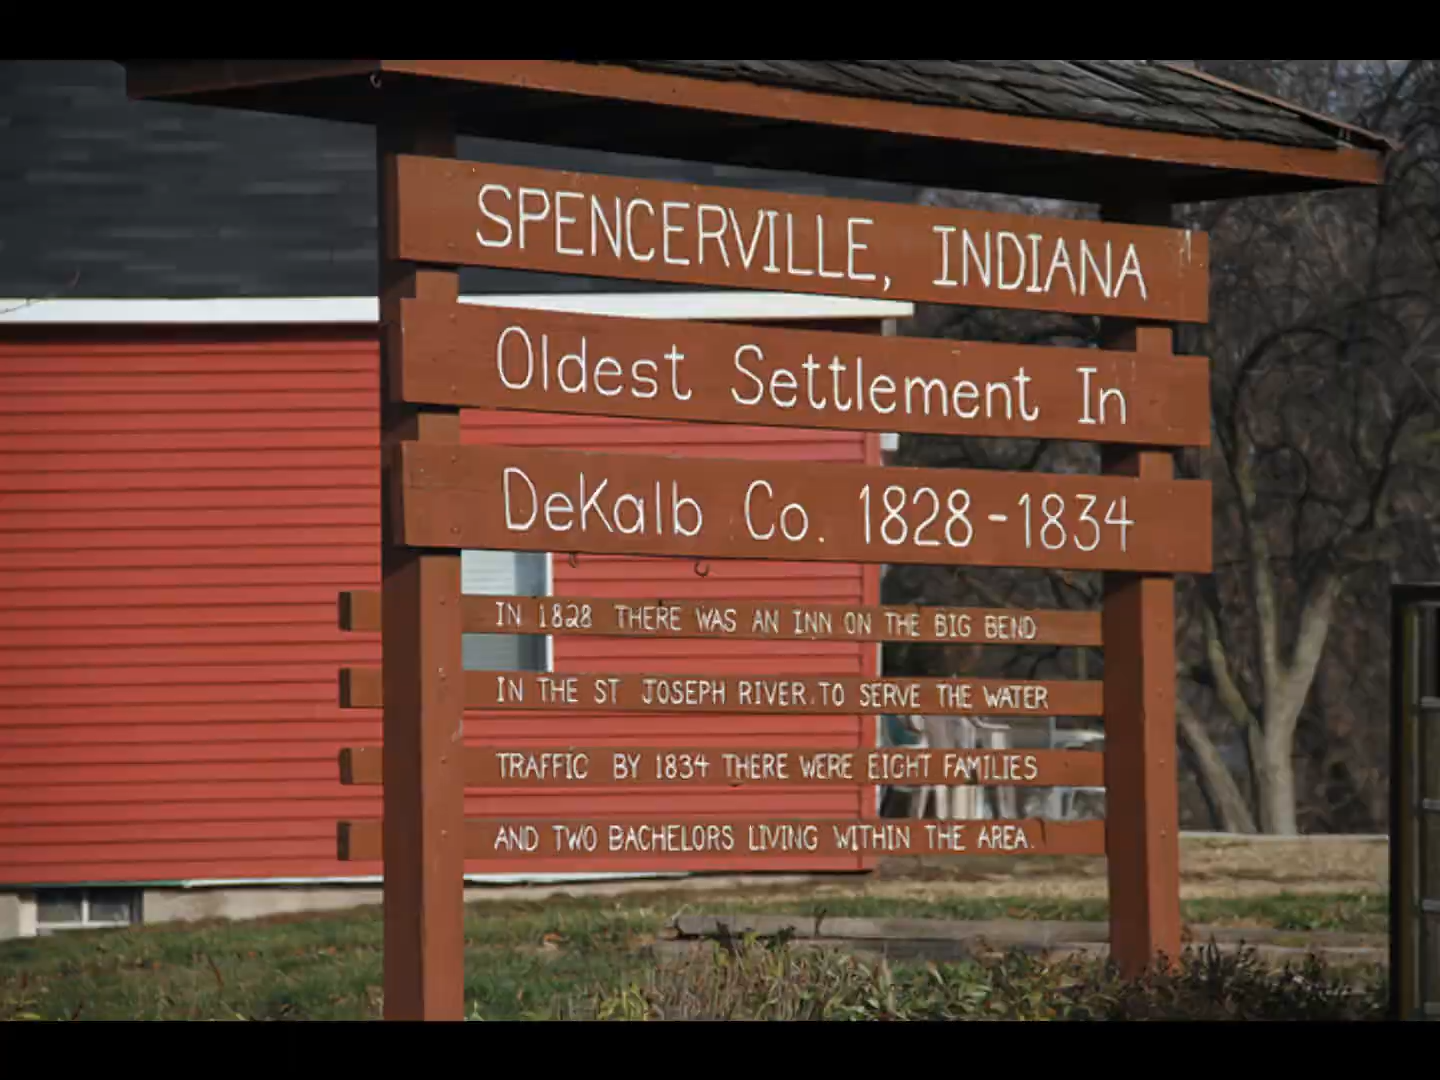 SPENCERVILLE, INDIANA
Oldest Settlement In
DeKalb Co. 1828-1834
IN 1828 THERE WAS AN INN ON THE BIG BEND
IN THE ST JOSEPH RIVER.TO SERVE THE WATER
TRAFFIC BY 1834 THERE WERE EIGHT FAMILIES
AND TWO BACHELORS LIVING WITHIN THE AREA.